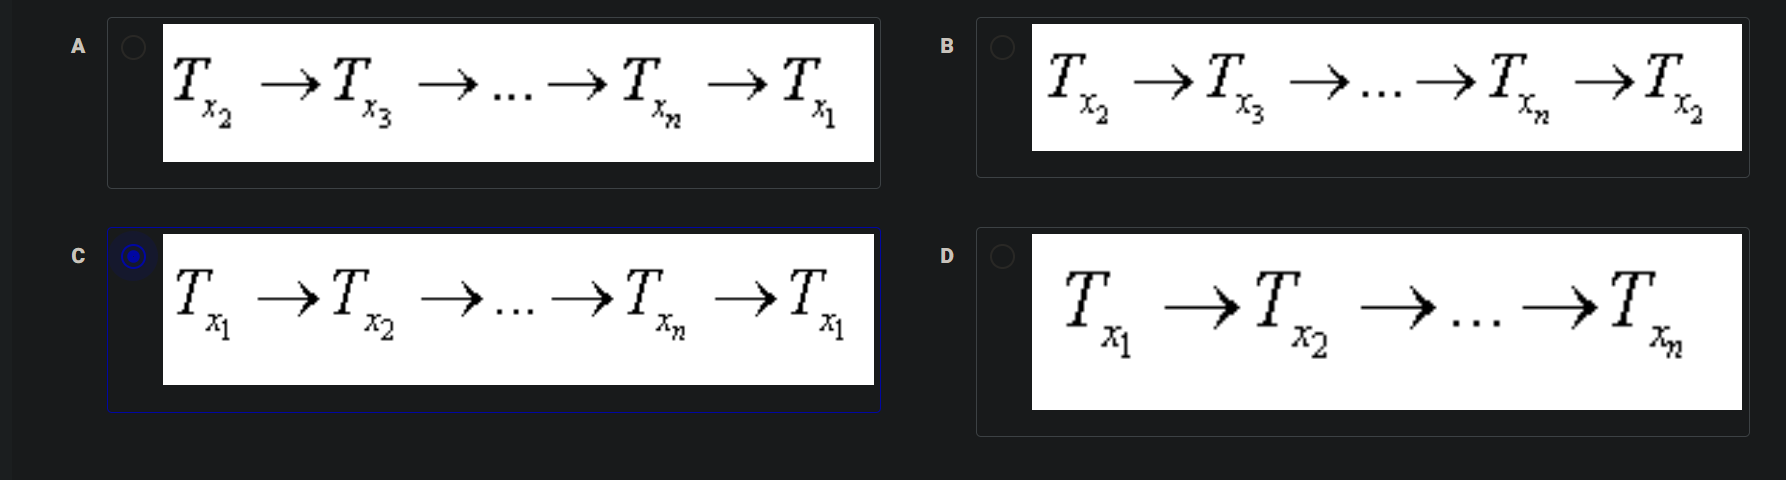 A T_{x_2} → T_{x_3} → ... → T_{x_n} → T_{x_1}
B T_{x_2} → T_{x_3} → ... → T_{x_n} → T_{x_2}
C T_{x_1} → T_{x_2} → ... → T_{x_n} → T_{x_1}
D T_{x_1} → T_{x_2} → ... → T_{x_n}